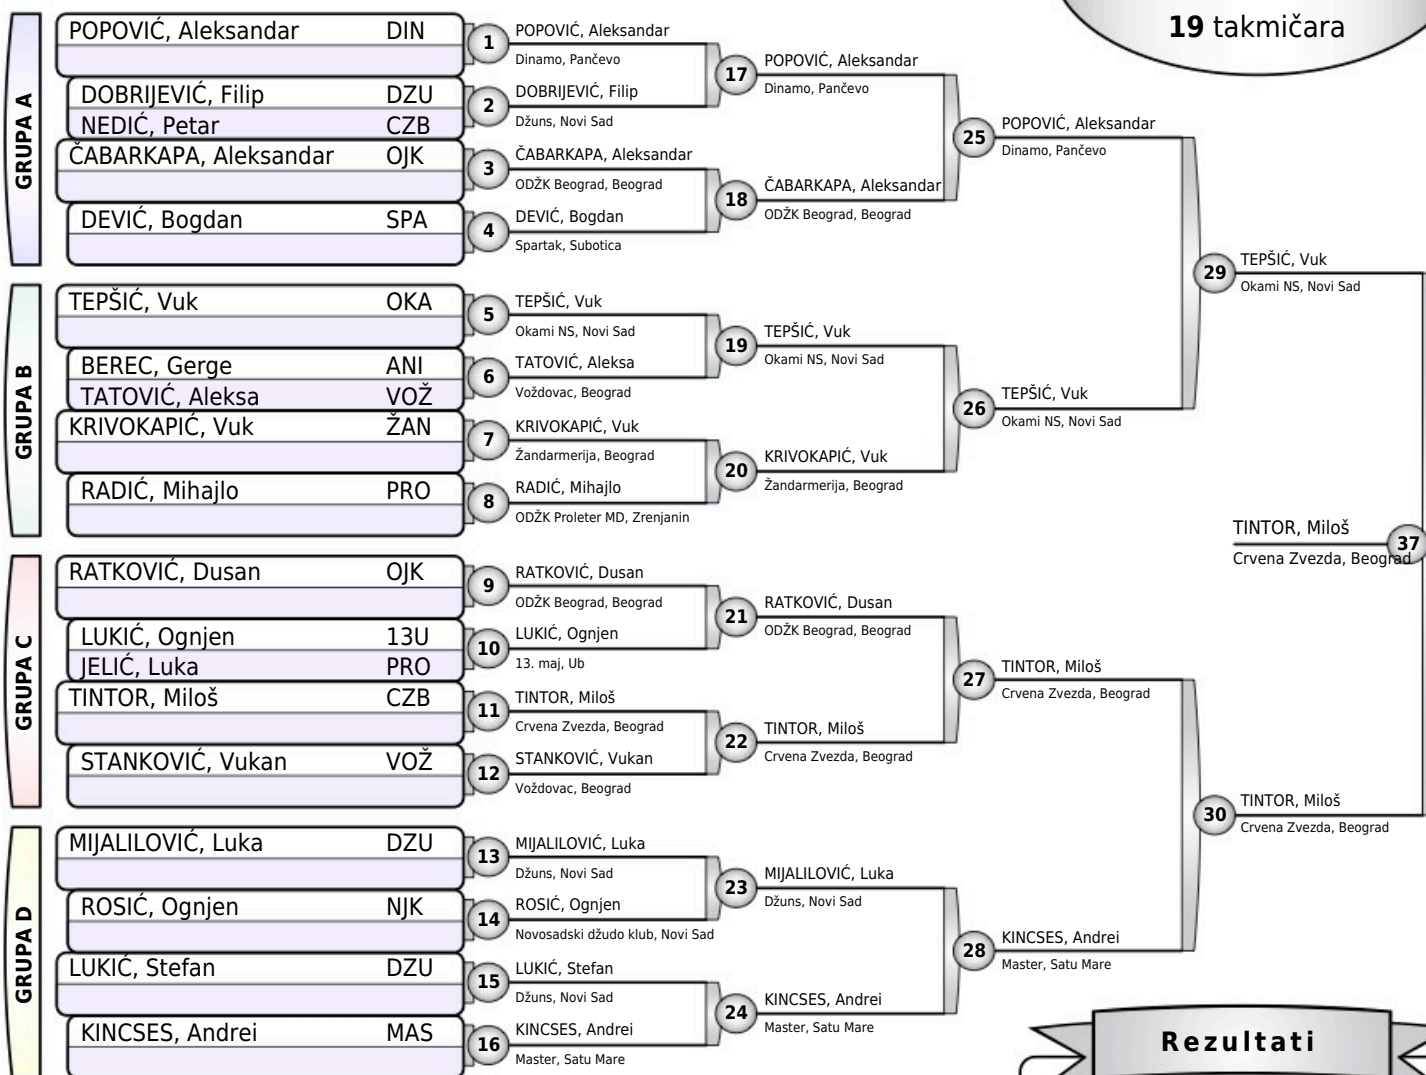 19 takmičara
GRUPA A
POPOVIĆ, Aleksandar DIN
DOBRIJEVIĆ, Filip DZU
NEDIĆ, Petar CZB
ČABARKAPA, Aleksandar OJK
DEVIĆ, Bogdan SPA
GRUPA B
TEPŠIĆ, Vuk OKA
BEREC, Gerge ANI
TATOVIĆ, Aleksa VOŽ
KRIVOKAPIĆ, Vuk ŽAN
RADIĆ, Mihajlo PRO
GRUPA C
RATKOVIĆ, Dusan OJK
LUKIĆ, Ognjen 13U
JELIĆ, Luka PRO
TINTOR, Miloš CZB
STANKOVIĆ, Vukan VOŽ
GRUPA D
MIJALILOVIĆ, Luka DZU
ROSIĆ, Ognjen NJK
LUKIĆ, Stefan DZU
KINCSES, Andrei MAS
1 POPOVIĆ, Aleksandar
Dinamo, Pančevo
2 DOBRIJEVIĆ, Filip
Džuns, Novi Sad
3 ČABARKAPA, Aleksandar
ODŽK Beograd, Beograd
4 DEVIĆ, Bogdan
Spartak, Subotica
5 TEPŠIĆ, Vuk
Okami NS, Novi Sad
6 TATOVIĆ, Aleksa
Voždovac, Beograd
7 KRIVOKAPIĆ, Vuk
Žandarmerija, Beograd
8 RADIĆ, Mihajlo
ODŽK Proleter MD, Zrenjanin
9 RATKOVIĆ, Dusan
ODŽK Beograd, Beograd
10 LUKIĆ, Ognjen
13. maj, Ub
11 TINTOR, Miloš
Crvena Zvezda, Beograd
12 STANKOVIĆ, Vukan
Voždovac, Beograd
13 MIJALILOVIĆ, Luka
Džuns, Novi Sad
14 ROSIĆ, Ognjen
Novosadski džudo klub, Novi Sad
15 LUKIĆ, Stefan
Džuns, Novi Sad
16 KINCSES, Andrei
Master, Satu Mare
17 POPOVIĆ, Aleksandar
Dinamo, Pančevo
18 ČABARKAPA, Aleksandar
ODŽK Beograd, Beograd
19 TEPŠIĆ, Vuk
Okami NS, Novi Sad
20 KRIVOKAPIĆ, Vuk
Žandarmerija, Beograd
21 RATKOVIĆ, Dusan
ODŽK Beograd, Beograd
22 TINTOR, Miloš
Crvena Zvezda, Beograd
23 MIJALILOVIĆ, Luka
Džuns, Novi Sad
24 KINCSES, Andrei
Master, Satu Mare
25 POPOVIĆ, Aleksandar
Dinamo, Pančevo
26 TEPŠIĆ, Vuk
Okami NS, Novi Sad
27 TINTOR, Miloš
Crvena Zvezda, Beograd
28 KINCSES, Andrei
Master, Satu Mare
29 TEPŠIĆ, Vuk
Okami NS, Novi Sad
30 TINTOR, Miloš
Crvena Zvezda, Beograd
TINTOR, Miloš 37
Crvena Zvezda, Beograd
Rezultati